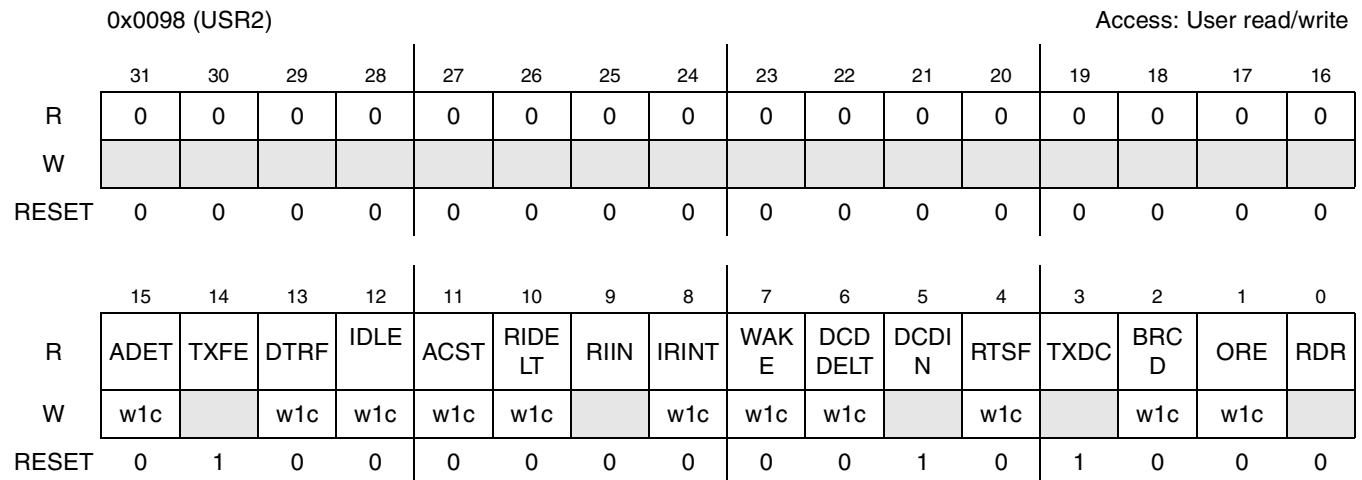 0x0098 (USR2) Access: User read/write
31 30 29 28 27 26 25 24 23 22 21 20 19 18 17 16
R 0 0 0 0 0 0 0 0 0 0 0 0 0 0 0 0
W
RESET 0 0 0 0 0 0 0 0 0 0 0 0 0 0 0 0
15 14 13 12 11 10 9 8 7 6 5 4 3 2 1 0
R ADET TXFE DTRF IDLE ACST RIDE LT RIIN IRINT WAK E DCD DELT DCDI N RTSF TXDC BRC D ORE RDR
W w1c w1c w1c w1c w1c w1c w1c w1c w1c w1c w1c
RESET 0 1 0 0 0 0 0 0 0 0 1 0 1 0 0 0